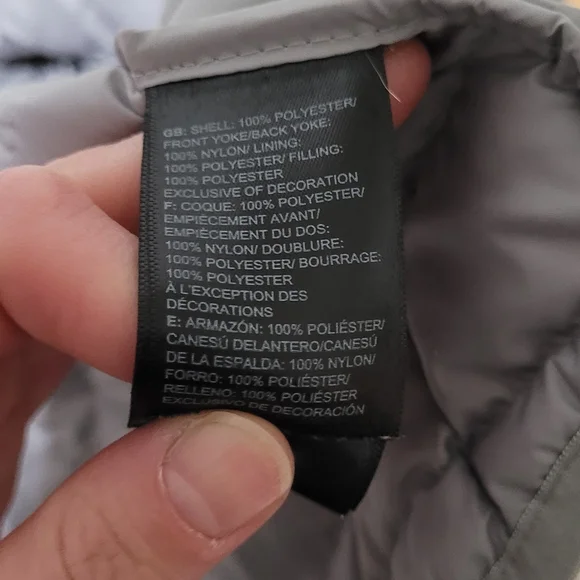 GB: SHELL: 100% POLYESTER/
FRONT YOKE/BACK YOKE:
100% NYLON/ LINING:
100% POLYESTER/ FILLING:
100% POLYESTER
EXCLUSIVE OF DECORATION
F: COQUE: 100% POLYESTER/
EMPIÈCEMENT AVANT/
EMPIÈCEMENT DU DOS:
100% NYLON/ DOUBLURE:
100% POLYESTER/ BOURRAGE:
100% POLYESTER
À L'EXCEPTION DES
DÉCORATIONS
E: ARMAZÓN: 100% POLIÉSTER/
CANESÚ DELANTERO/CANESÚ
DE LA ESPALDA: 100% NYLON/
FORRO: 100% POLIÉSTER/
RELLENO: 100% POLIÉSTER
EXCLUSIVO DE DECORACIÓN